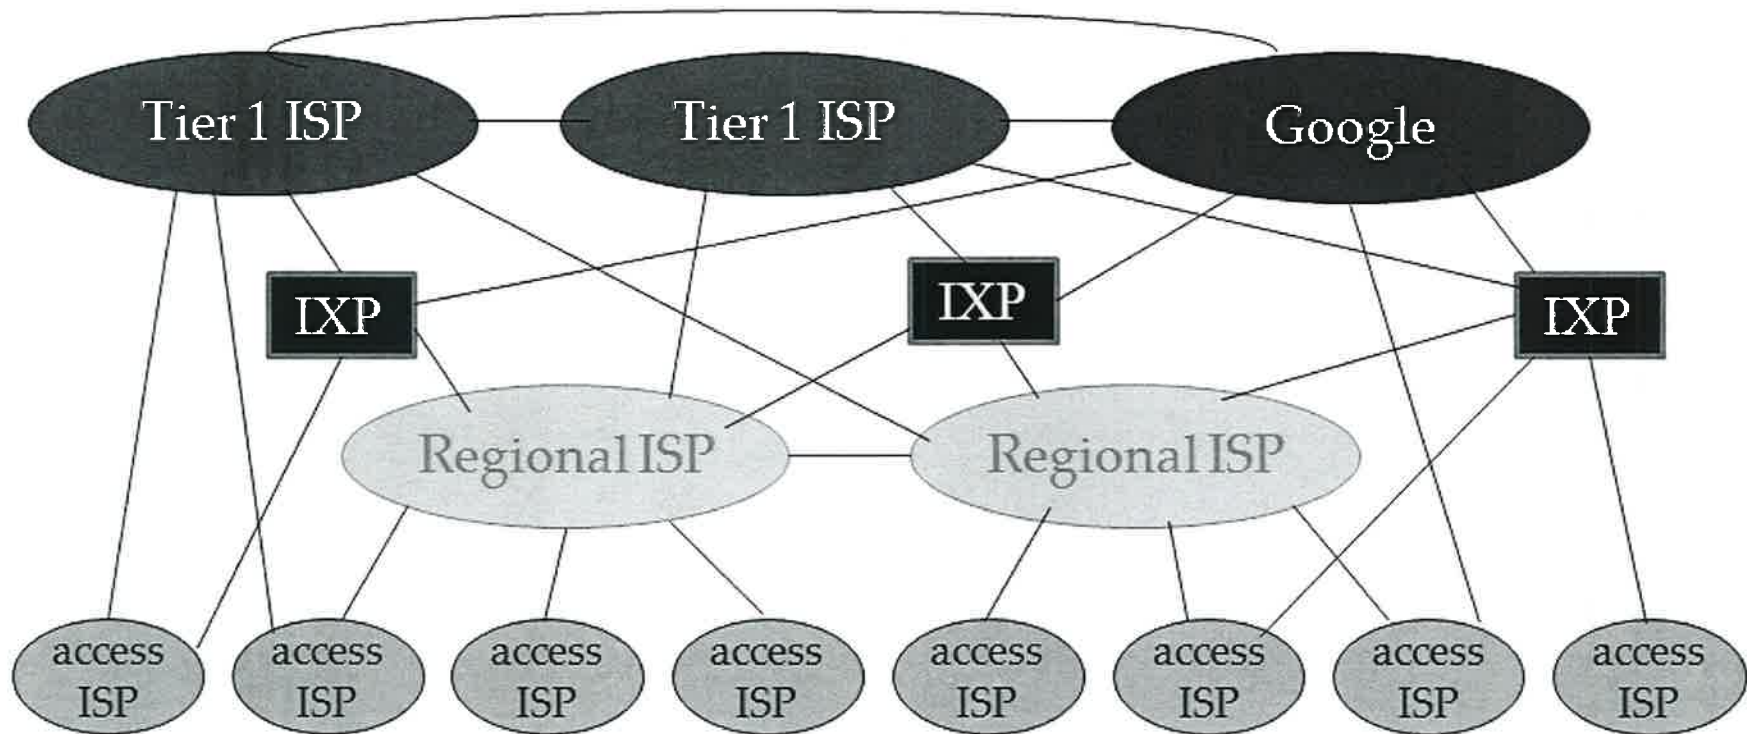 Tier 1 ISP
Tier 1 ISP
Google
IXP
IXP
IXP
Regional ISP
Regional ISP
access
ISP
access
ISP
access
ISP
access
ISP
access
ISP
access
ISP
access
ISP
access
ISP